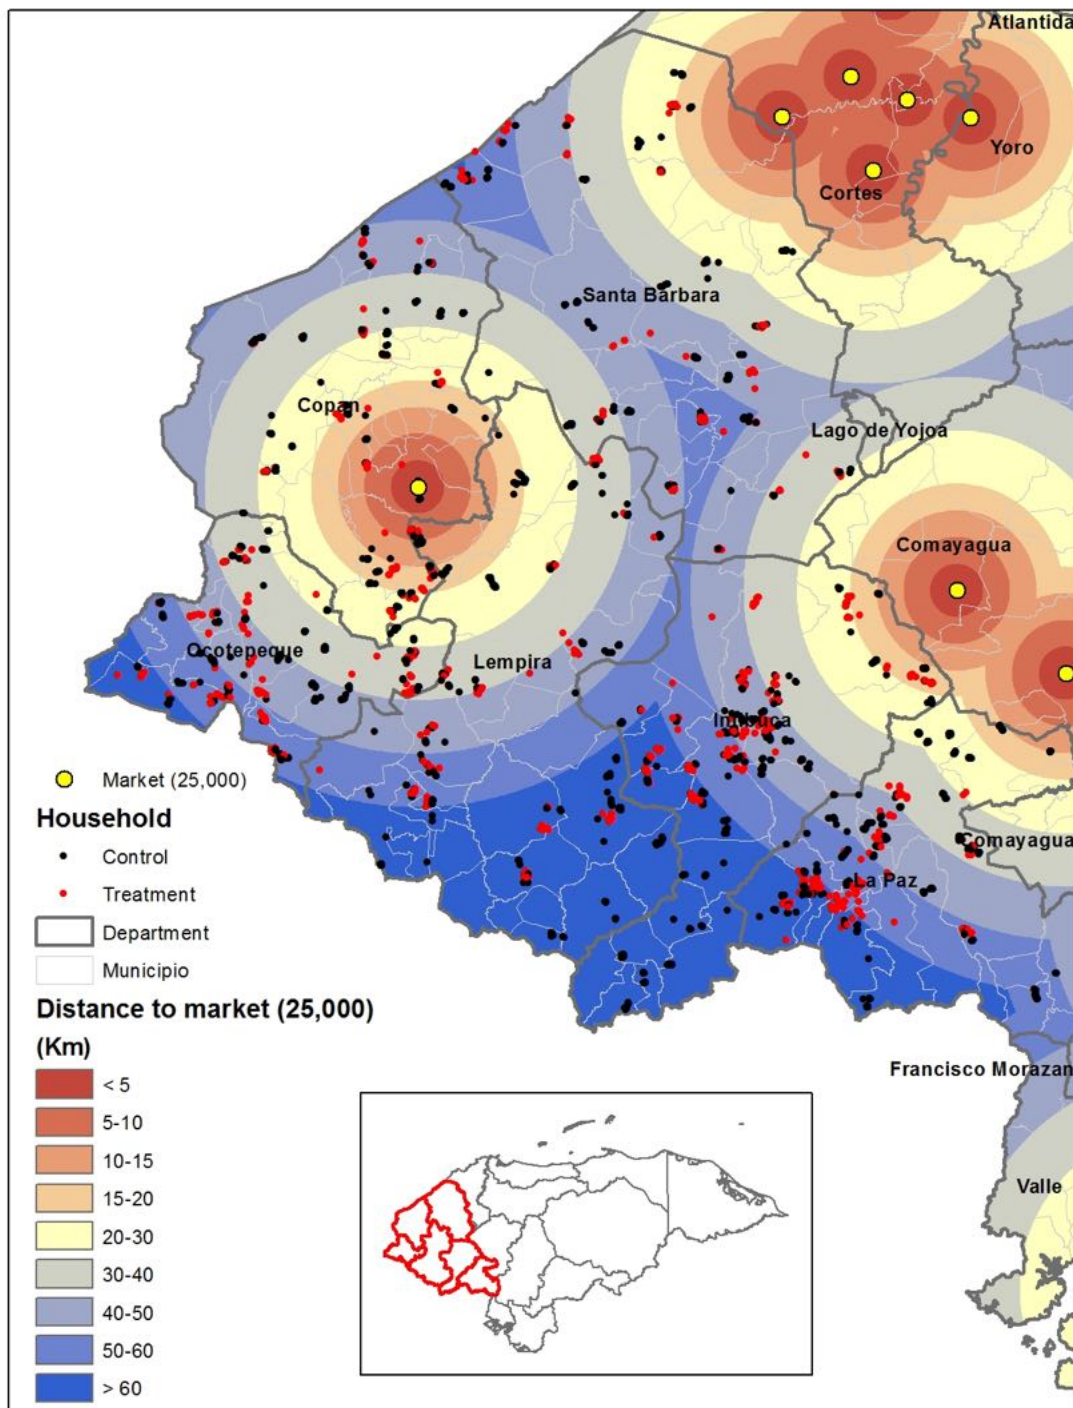 Atlantida
Yoro
Cortes
Santa Barbara
Copan
Lago de Yojoa
Comayagua
Ocotepeque
Lempira
Intibuca
Comayagua
La Paz
Francisco Morazan
Valle
Market (25,000)
Household
Control
Treatment
Department
Municipio
Distance to market (25,000)
(Km)
< 5
5-10
10-15
15-20
20-30
30-40
40-50
50-60
> 60